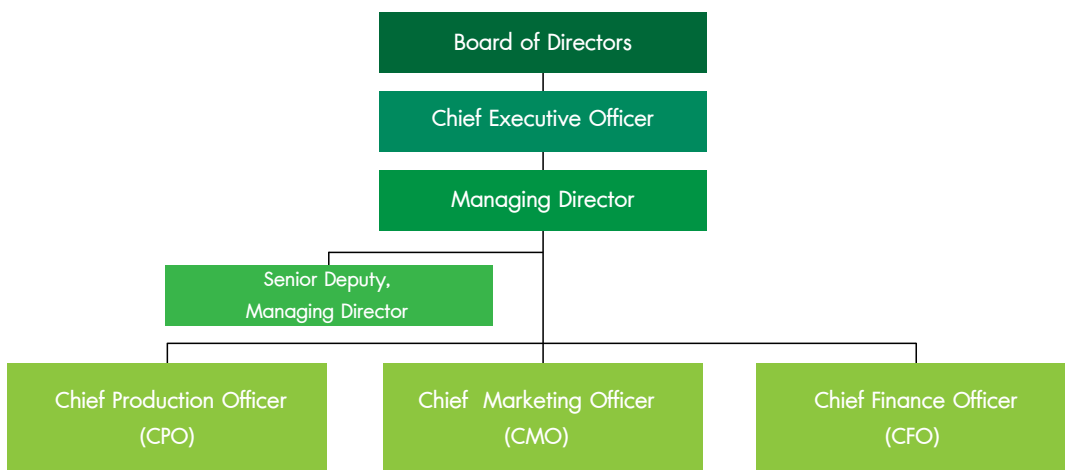 Board of Directors
Chief Executive Officer
Managing Director
Senior Deputy,
Managing Director
Chief Production Officer
(CPO)
Chief Marketing Officer
(CMO)
Chief Finance Officer
(CFO)